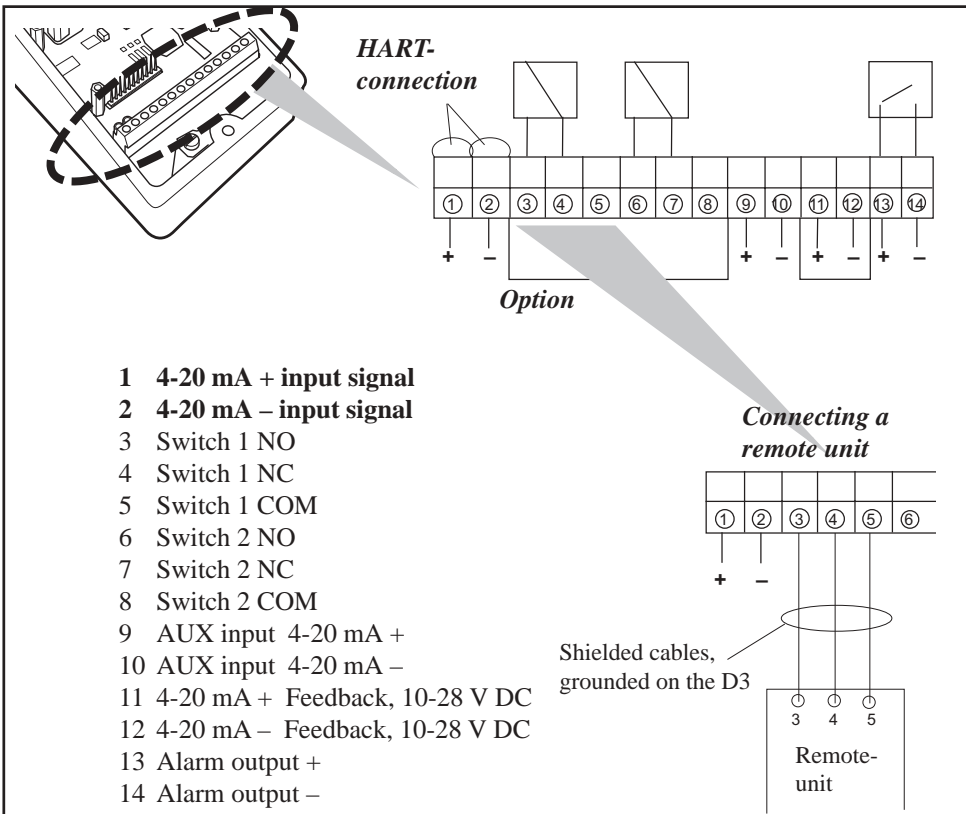 HART-
connection
1 2 3 4 5 6 7 8 9 10 11 12 13 14
+ – + – + – + –
Option
1 4-20 mA + input signal
2 4-20 mA – input signal
3 Switch 1 NO
4 Switch 1 NC
5 Switch 1 COM
6 Switch 2 NO
7 Switch 2 NC
8 Switch 2 COM
9 AUX input 4-20 mA +
10 AUX input 4-20 mA –
11 4-20 mA + Feedback, 10-28 V DC
12 4-20 mA – Feedback, 10-28 V DC
13 Alarm output +
14 Alarm output –
Connecting a
remote unit
1 2 3 4 5 6
+ –
Shielded cables,
grounded on the D3
3 4 5
Remote-
unit